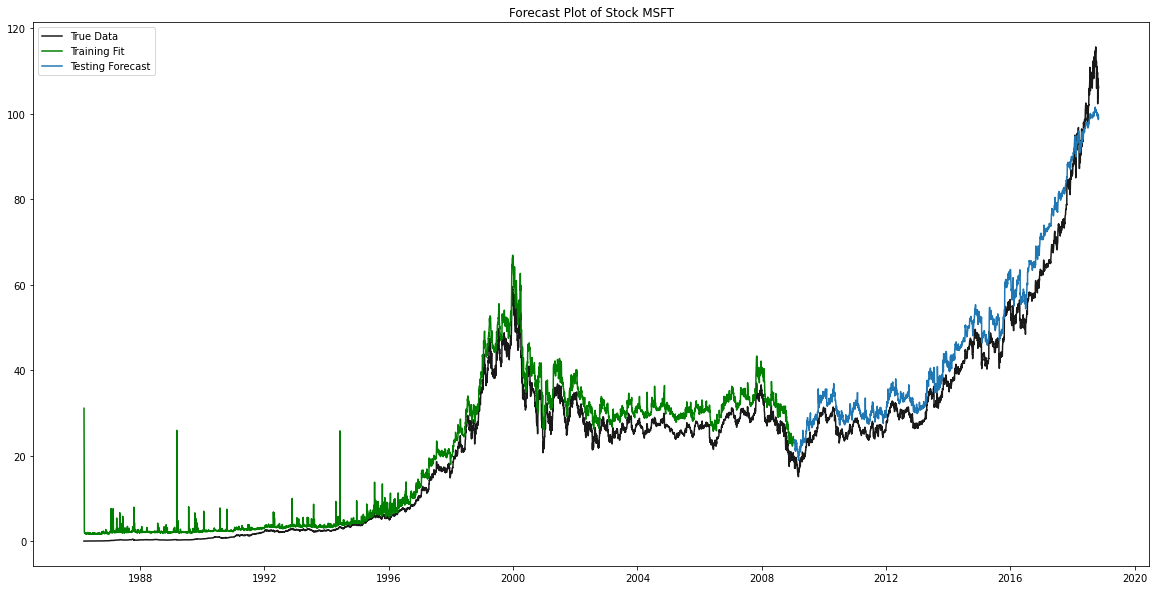 Forecast Plot of Stock MSFT
True Data
Training Fit
Testing Forecast
120
100
80
60
40
20
0
1988 1992 1996 2000 2004 2008 2012 2016 2020